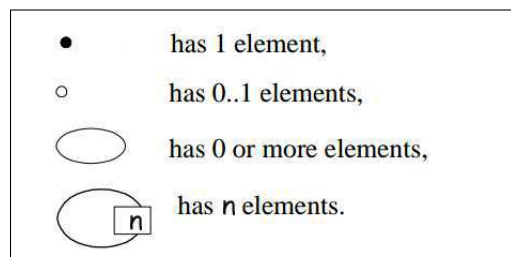 has 1 element,
has 0..1 elements,
has 0 or more elements,
n has n elements.